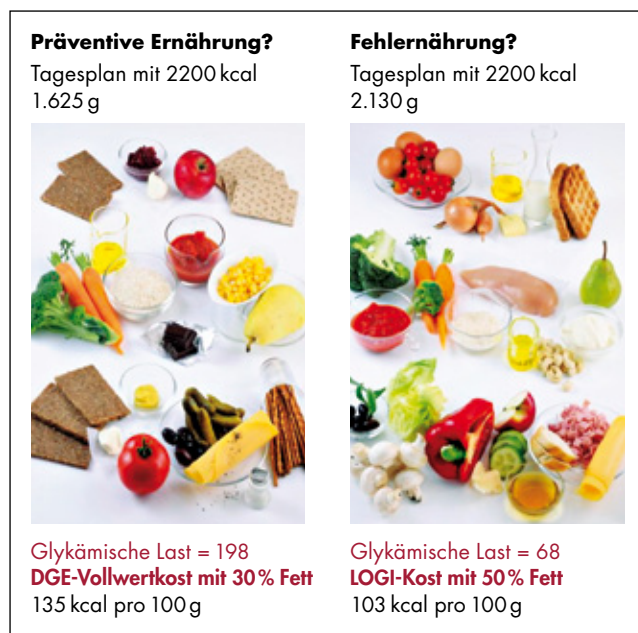 Präventive Ernährung?
Tagesplan mit 2200 kcal
1.625 g
Glykämische Last = 198
DGE-Vollwertkost mit 30 % Fett
135 kcal pro 100 g
Fehlernährung?
Tagesplan mit 2200 kcal
2.130 g
Glykämische Last = 68
LOGI-Kost mit 50 % Fett
103 kcal pro 100 g